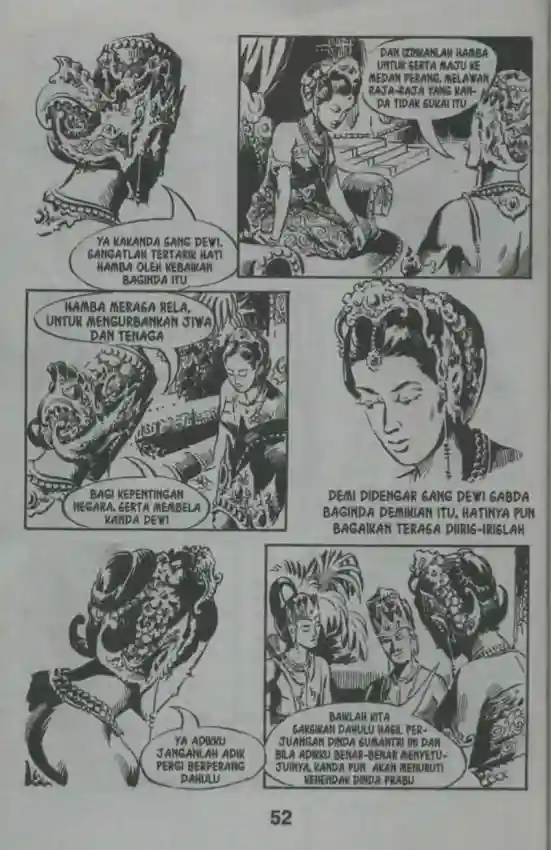 YA KAKANDA SANG DEWI,
SANGATLAH TERTARIK HATI
HAMBA OLEH KEBAIKAN
BAGINDA ITU
DAN IZINKANLAH HAMBA
UNTUK SERTA MAJU KE
MEDAN PERANG, MELAWAN
RAJA-RAJA YANG KAN-
DA TIDAK SUKAI ITU
HAMBA MERASA RELA,
UNTUK MENGURBANKAN JIWA
DAN TENAGA
BAGI KEPENTINGAN
NEGARA, SERTA MEMBELA
KANDA DEWI
DEMI DIDENGAR SANG DEWI SABDA
BAGINDA DEMIKIAN ITU, HATINYA PUN
BAGAIKAN TERASA DIIRIS-IRISLAH
YA ADIKKU
JANGANLAH ADIK
PERGI BERPERANG
DAHULU
BAIKLAH KITA
SAKSIKAN DAHULU HASIL PER-
JUANGAN DINDA SUMANTRI INI DAN
BILA ADIKKU BENAR-BENAR MENYETU-
JUINYA, KANDA PUN AKAN MENURUTI
KEHENDAK DINDA PRABU
52